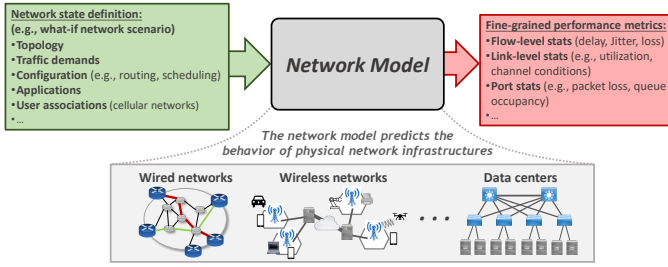 Network state definition:
(e.g., what-if network scenario)
•Topology
•Traffic demands
•Configuration (e.g., routing, scheduling)
•Applications
•User associations (cellular networks)
•...
Network Model
Fine-grained performance metrics:
•Flow-level stats (delay, Jitter, loss)
•Link-level stats (e.g., utilization,
channel conditions)
•Port stats (e.g., packet loss, queue
occupancy)
•...
The network model predicts the
behavior of physical network infrastructures
Wired networks
Wireless networks
Data centers